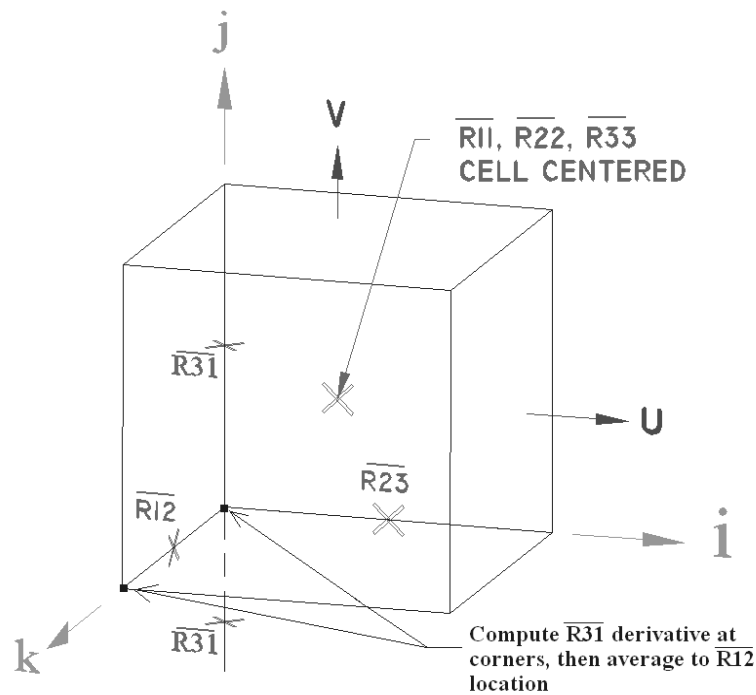 j
V
R11, R22, R33
CELL CENTERED
R31
U
R23
R12
i
k
R31
Compute R31 derivative at
corners, then average to R12
location